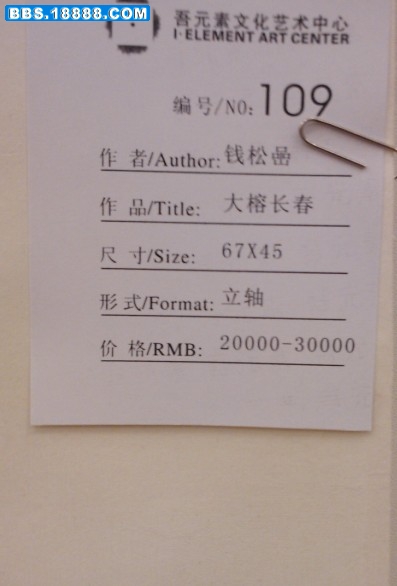 BBS.18888.COM
吾元素文化艺术中心
I·ELEMENT ART CENTER
编号/NO: 109
作 者/Author: 钱松喦
作 品/Title: 大榕长春
尺 寸/Size: 67X45
形 式/Format: 立轴
价 格/RMB: 20000-30000